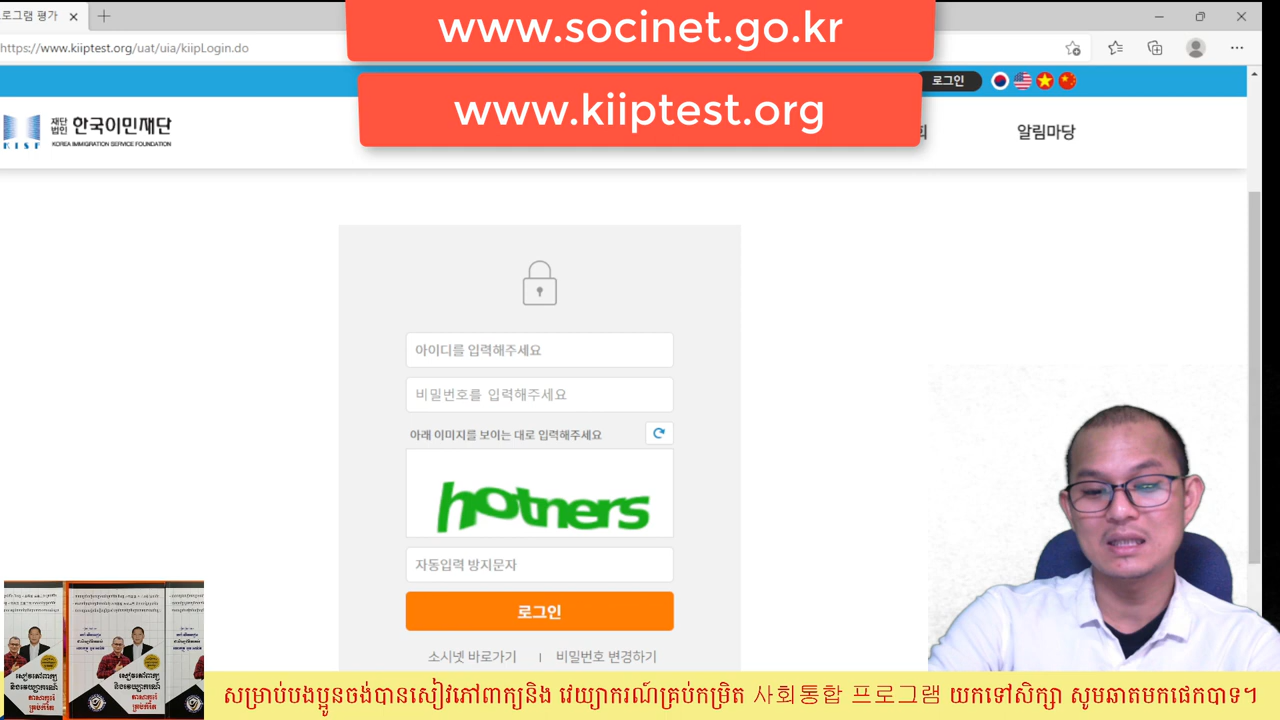 www.socinet.go.kr
로그램 평가
https://www.kiiptest.org/uat/uia/kiipLogin.do
로그인
www.kiiptest.org
재단
법인 한국이민재단
KISF KOREA IMMIGRATION SERVICE FOUNDATION
회 알림마당
아이디를 입력해주세요
비밀번호를 입력해주세요
아래 이미지를 보이는 대로 입력해주세요
hotners
자동입력 방지문자
로그인
소시넷 바로가기 | 비밀번호 변경하기
សម្រាប់បងប្អូនចង់បានសៀវភៅពាក្យនិង វេយ្យាករណ៍គ្រប់កម្រិត 사회통합 프로그램 យកទៅសិក្សា សូមឆាតមកផេកបាទ។